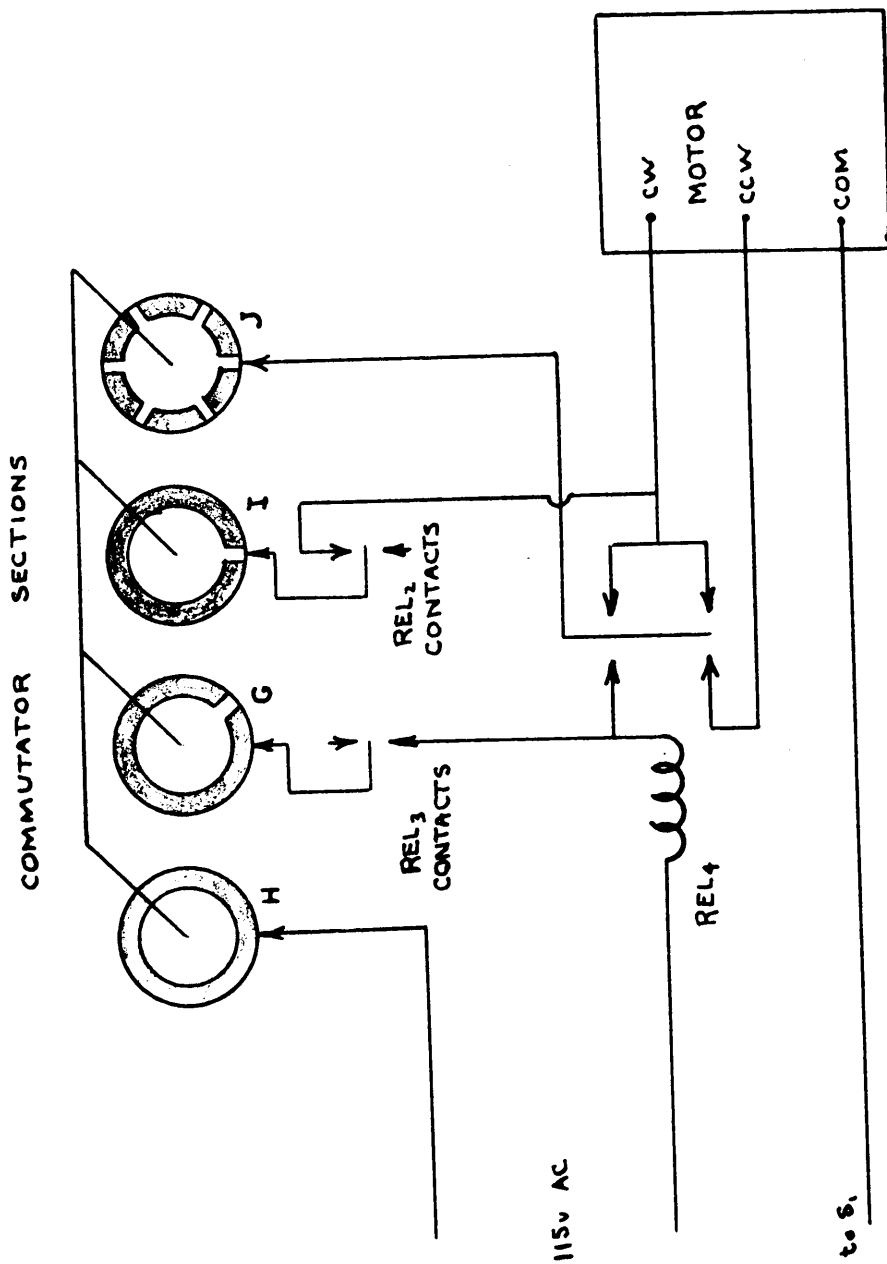 COMMUTATOR SECTIONS
H
G
I
J
REL3
CONTACTS
REL2
CONTACTS
115v AC
REL4
CW
MOTOR
CCW
COM
to S1